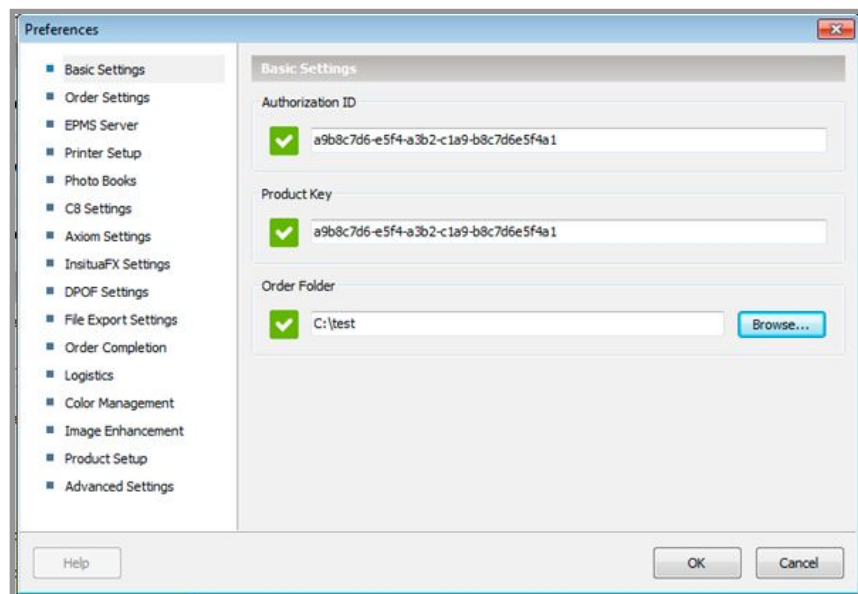 Preferences
Basic Settings
Order Settings
EPMS Server
Printer Setup
Photo Books
C8 Settings
Axiom Settings
InsituaFX Settings
DPOF Settings
File Export Settings
Order Completion
Logistics
Color Management
Image Enhancement
Product Setup
Advanced Settings
Basic Settings
Authorization ID
a9b8c7d6-e5f4-a3b2-c1a9-b8c7d6e5f4a1
Product Key
a9b8c7d6-e5f4-a3b2-c1a9-b8c7d6e5f4a1
Order Folder
C:\test
Browse...
Help
OK
Cancel